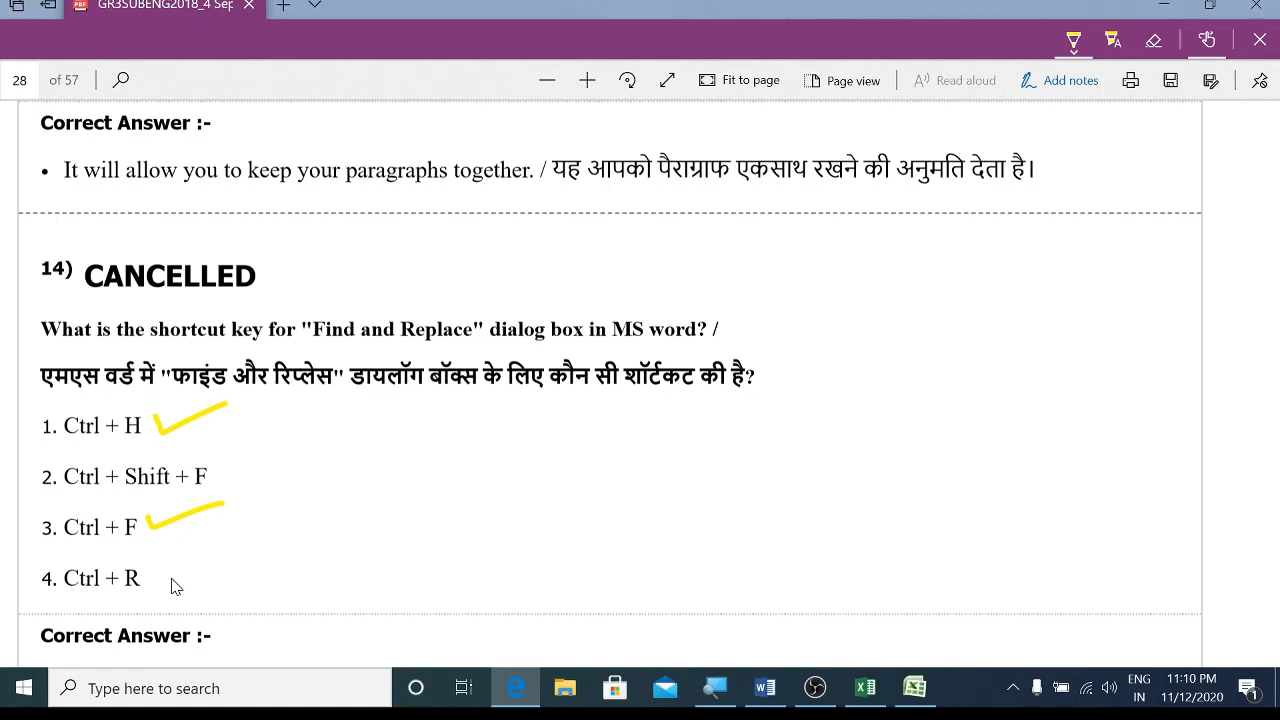 GR3SUBENG2018_4 Sep
28 of 57 Fit to page Page view Read aloud Add notes
Correct Answer :-
• It will allow you to keep your paragraphs together. / यह आपको पैराग्राफ एकसाथ रखने की अनुमति देता है।
14) CANCELLED
What is the shortcut key for "Find and Replace" dialog box in MS word? /
एमएस वर्ड में "फाइंड और रिप्लेस" डायलॉग बॉक्स के लिए कौन सी शॉर्टकट की है?
1. Ctrl + H
2. Ctrl + Shift + F
3. Ctrl + F
4. Ctrl + R
Correct Answer :-
Type here to search
ENG 11:10 PM
IN 11/12/2020